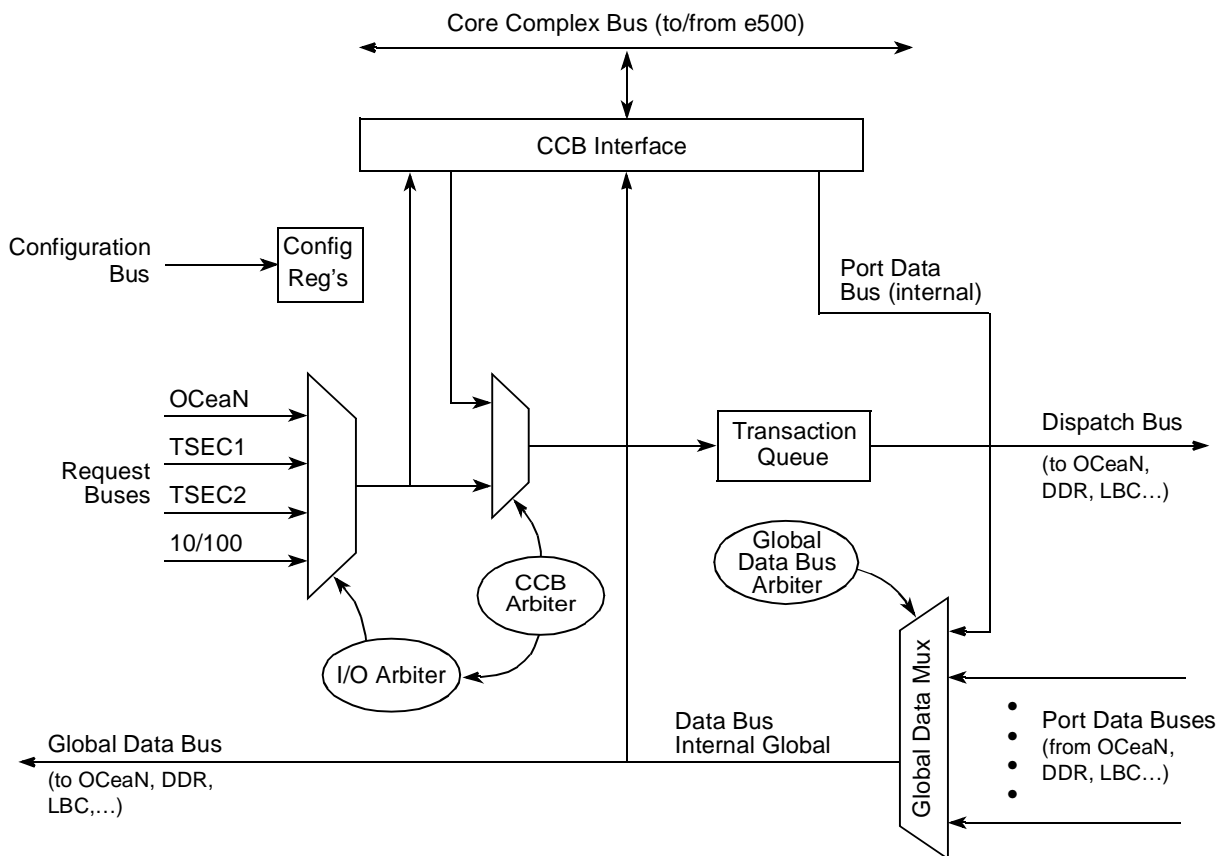 Core Complex Bus (to/from e500)
CCB Interface
Configuration
Bus
Config
Reg's
Port Data
Bus (internal)
OCeaN
TSEC1
Request
Buses
TSEC2
10/100
Transaction
Queue
Dispatch Bus
(to OCeaN,
DDR, LBC…)
Global
Data Bus
Arbiter
CCB
Arbiter
I/O Arbiter
Global Data Mux
Global Data Bus
(to OCeaN, DDR,
LBC,…)
Data Bus
Internal Global
Port Data Buses
(from OCeaN,
DDR, LBC…)